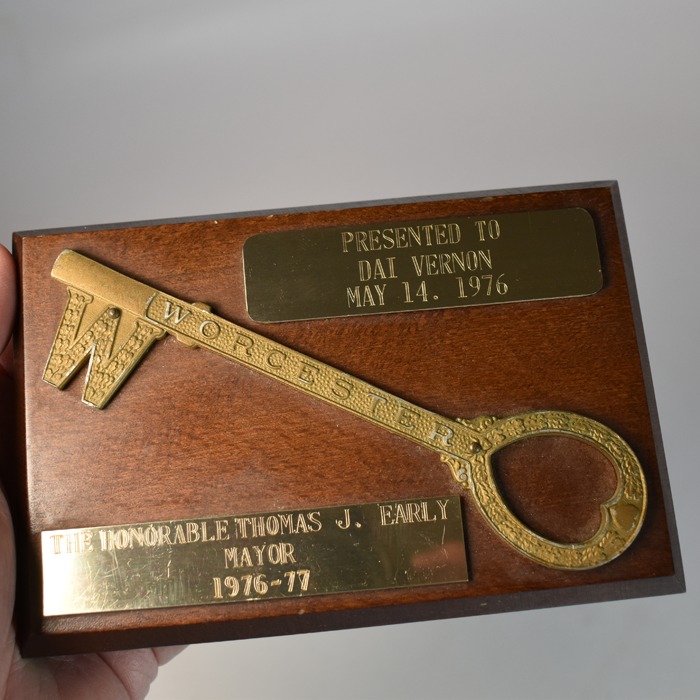 PRESENTED TO
DAI VERNON
MAY 14. 1976
W
WORCESTER
THE HONORABLE THOMAS J. EARLY
MAYOR
1976-77